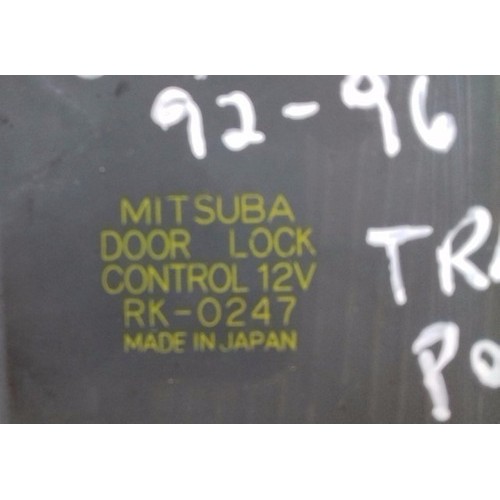 92-96
MITSUBA
DOOR LOCK
CONTROL 12V
RK-0247
MADE IN JAPAN